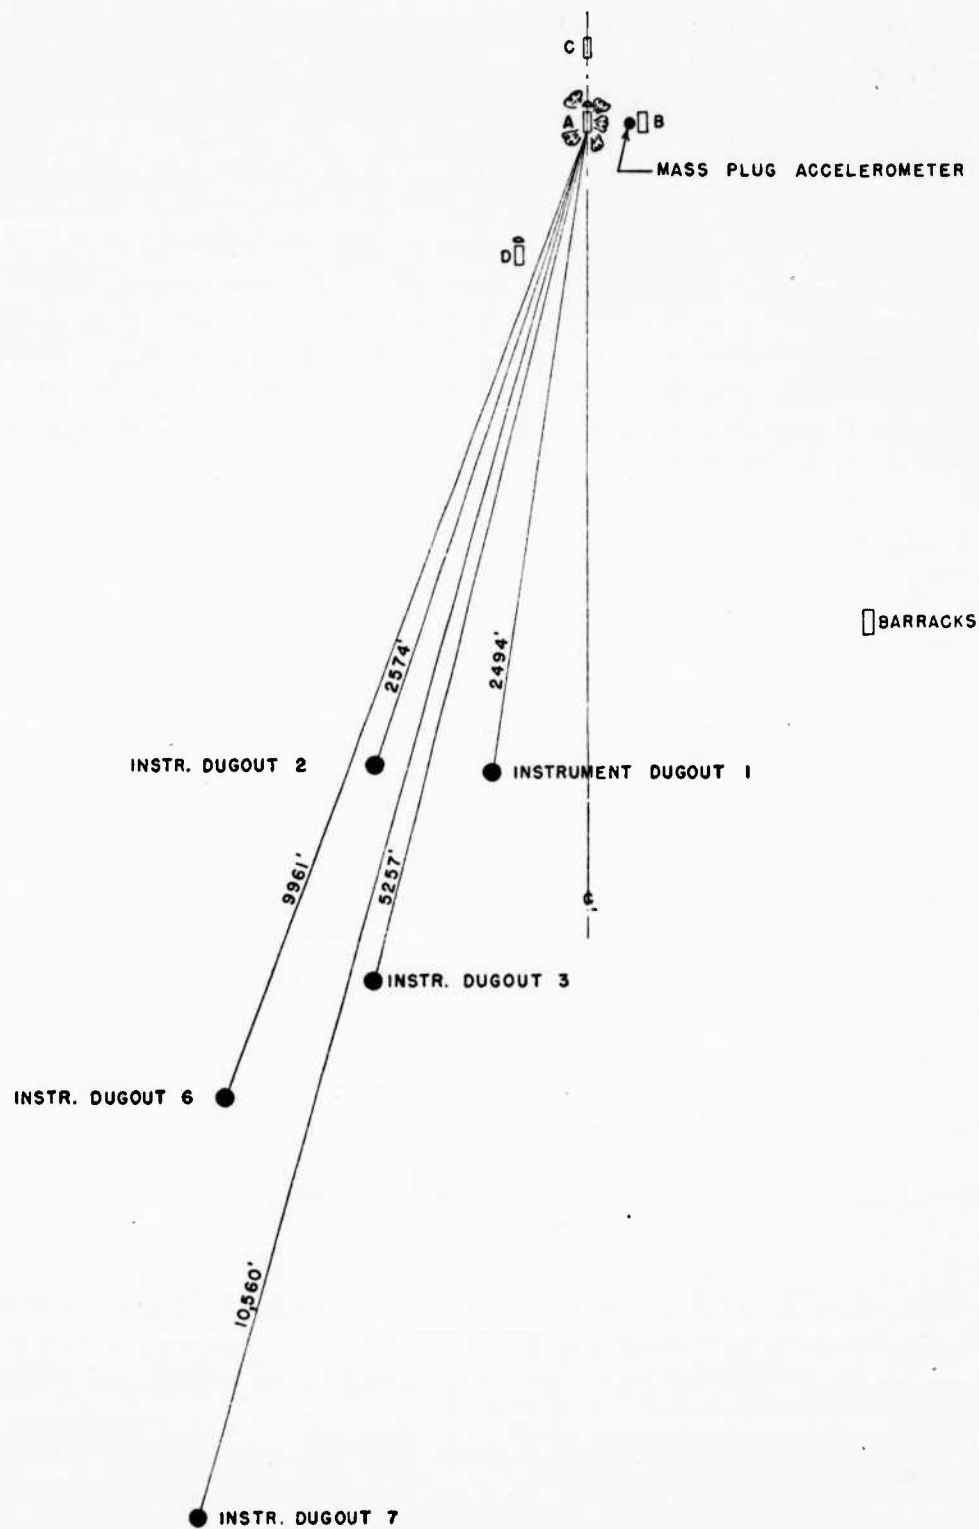 C
A
B
MASS PLUG ACCELEROMETER
D
BARRACKS
2574'
2494'
INSTR. DUGOUT 2
INSTRUMENT DUGOUT 1
9961'
5257'
℄
INSTR. DUGOUT 3
INSTR. DUGOUT 6
10,560'
INSTR. DUGOUT 7